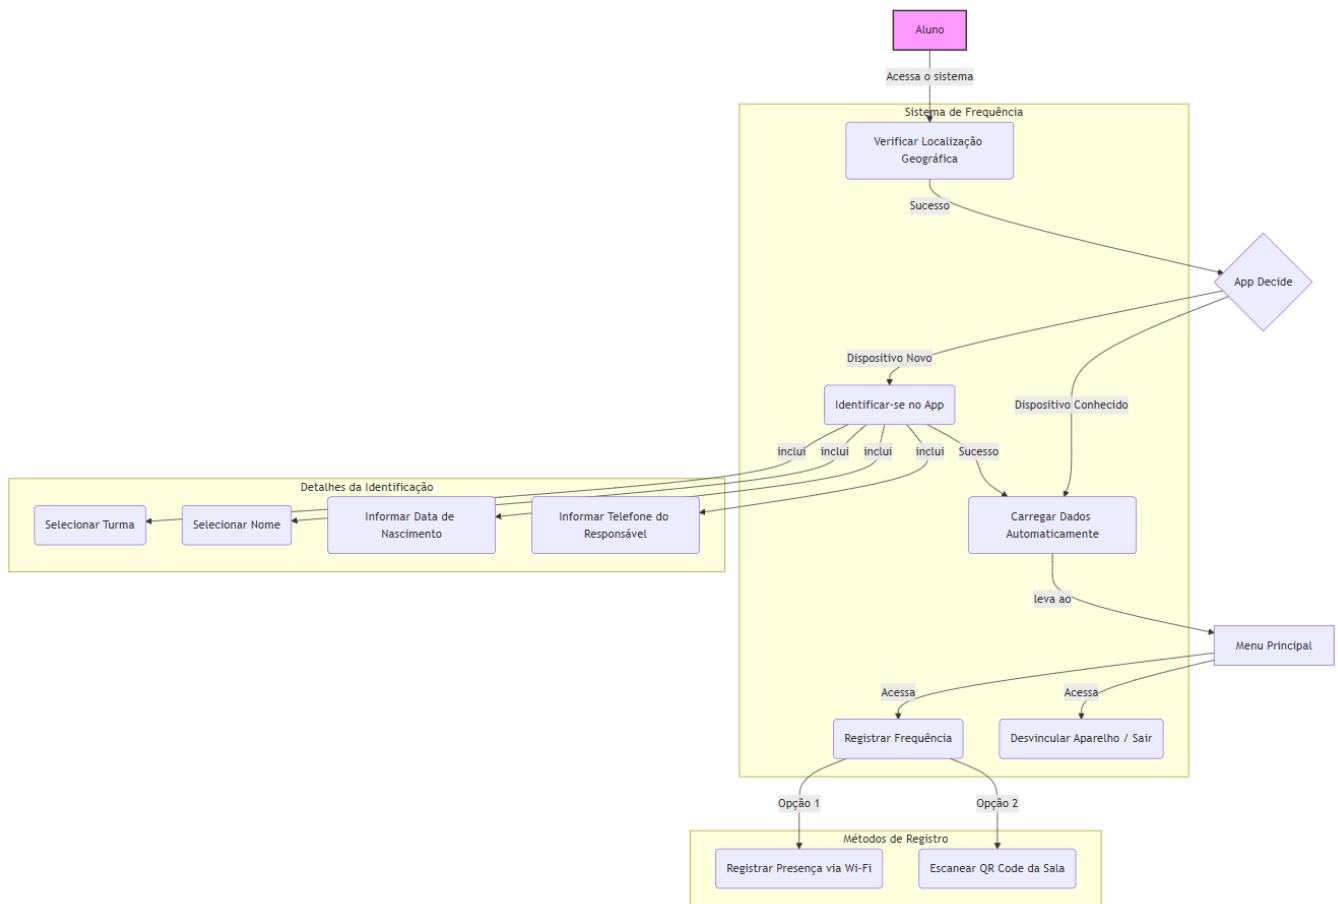 Aluno
Acessa o sistema
Sistema de Frequência
Verificar Localização
Geográfica
Sucesso
App Decide
Dispositivo Novo
Identificar-se no App
Dispositivo Conhecido
inclui
inclui
inclui
inclui
Sucesso
Detalhes da Identificação
Selecionar Turma
Selecionar Nome
Informar Data de
Nascimento
Informar Telefone do
Responsável
Carregar Dados
Automaticamente
leva ao
Menu Principal
Acessa
Acessa
Registrar Frequência
Desvincular Aparelho / Sair
Opção 1
Opção 2
Métodos de Registro
Registrar Presença via Wi-Fi
Escanear QR Code da Sala